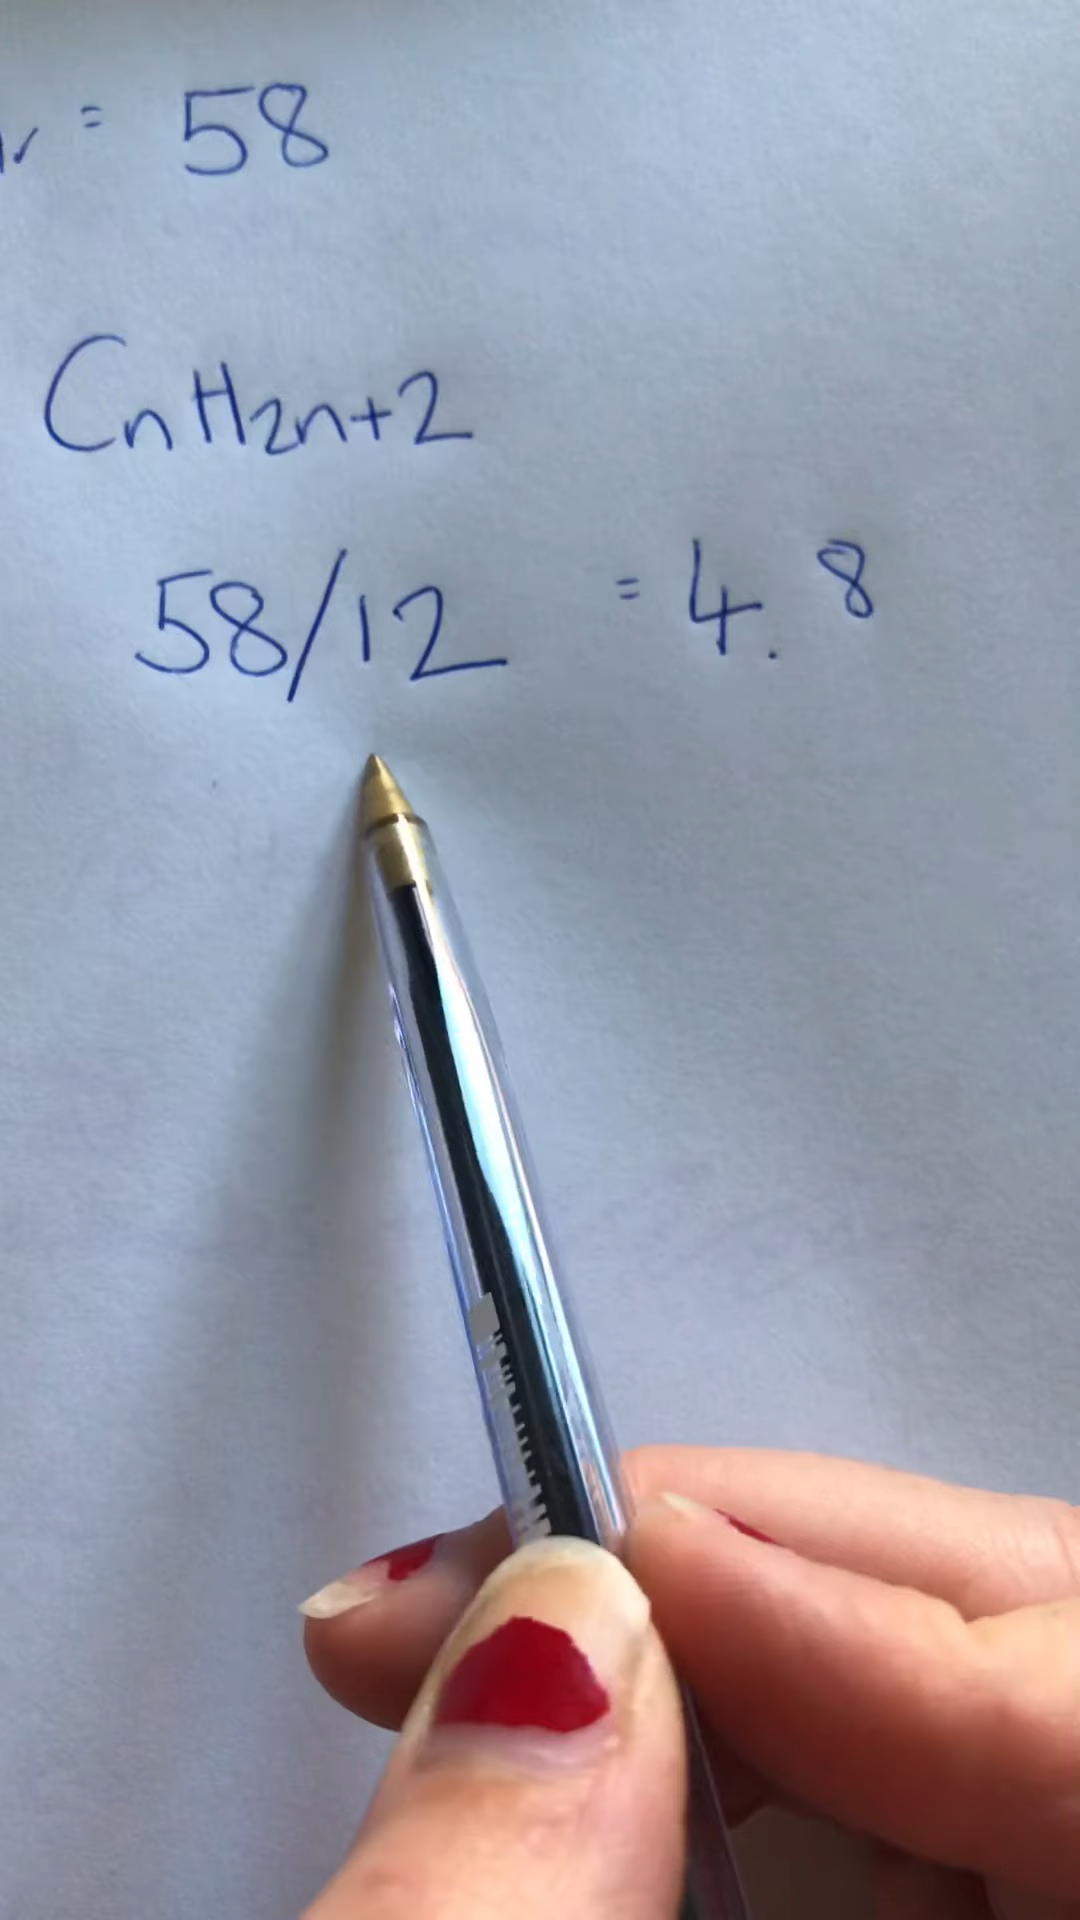 = 58
CnH2n+2
58/12 = 4.8